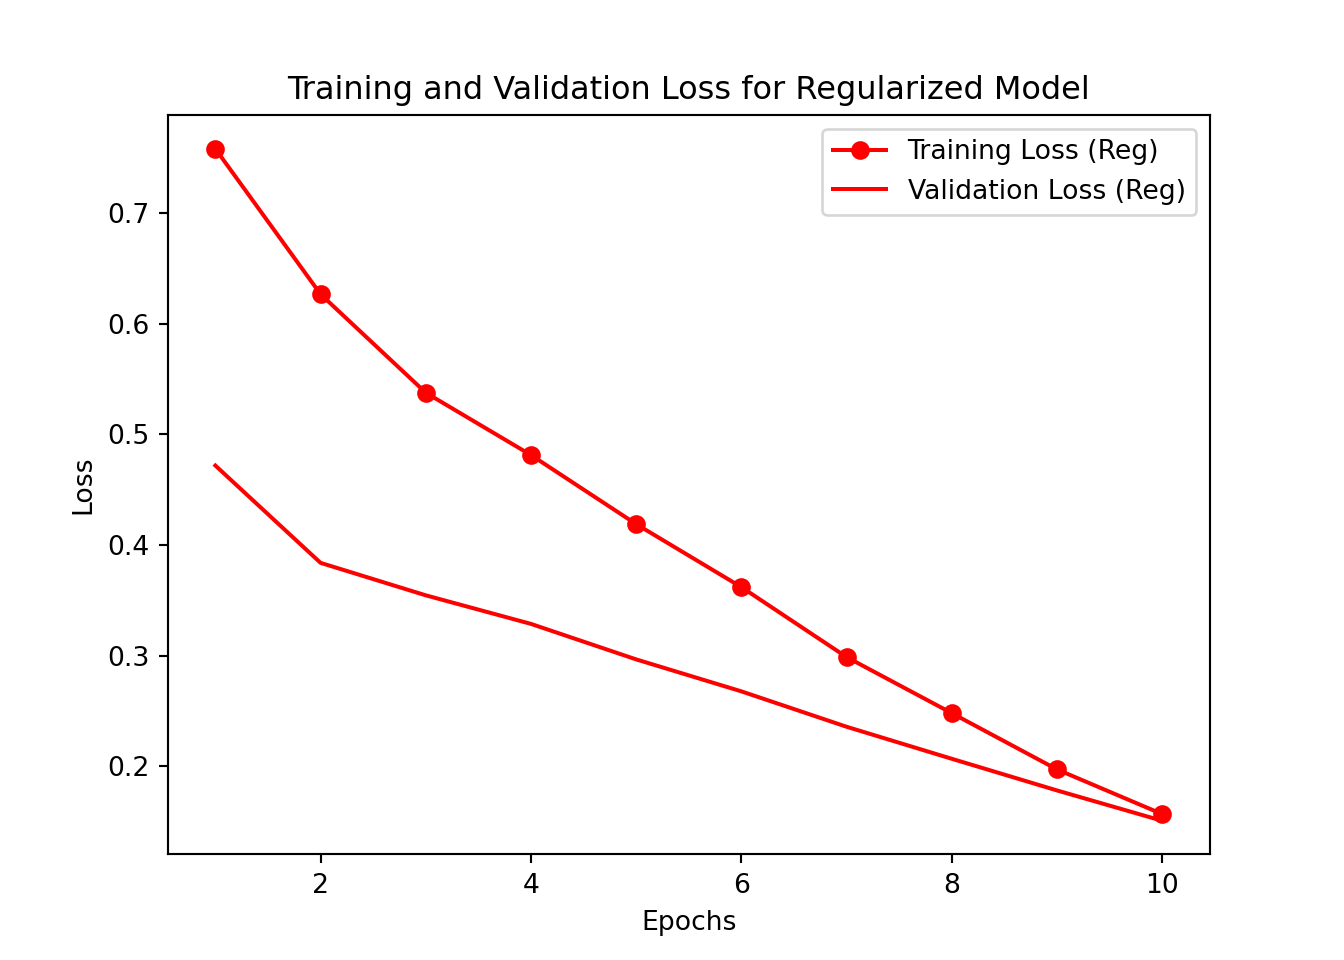 Training and Validation Loss for Regularized Model
Training Loss (Reg)
Validation Loss (Reg)
Loss
0.7
0.6
0.5
0.4
0.3
0.2
2 4 6 8 10
Epochs